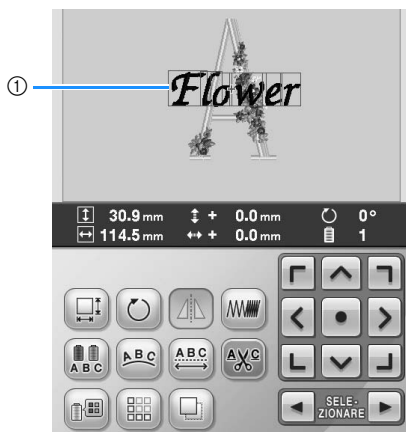 ①
A
Flower
30.9 mm + 0.0 mm 0°
114.5 mm + 0.0 mm 1
ABC ABC ABC A C
SELE-
ZIONARE